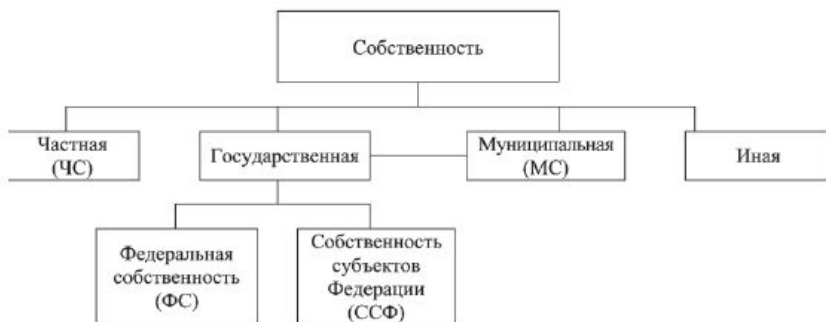 Собственность
Частная
(ЧС)
Государственная
Муниципальная
(МС)
Иная
Федеральная
собственность
(ФС)
Собственность
субъектов
Федерации
(ССФ)